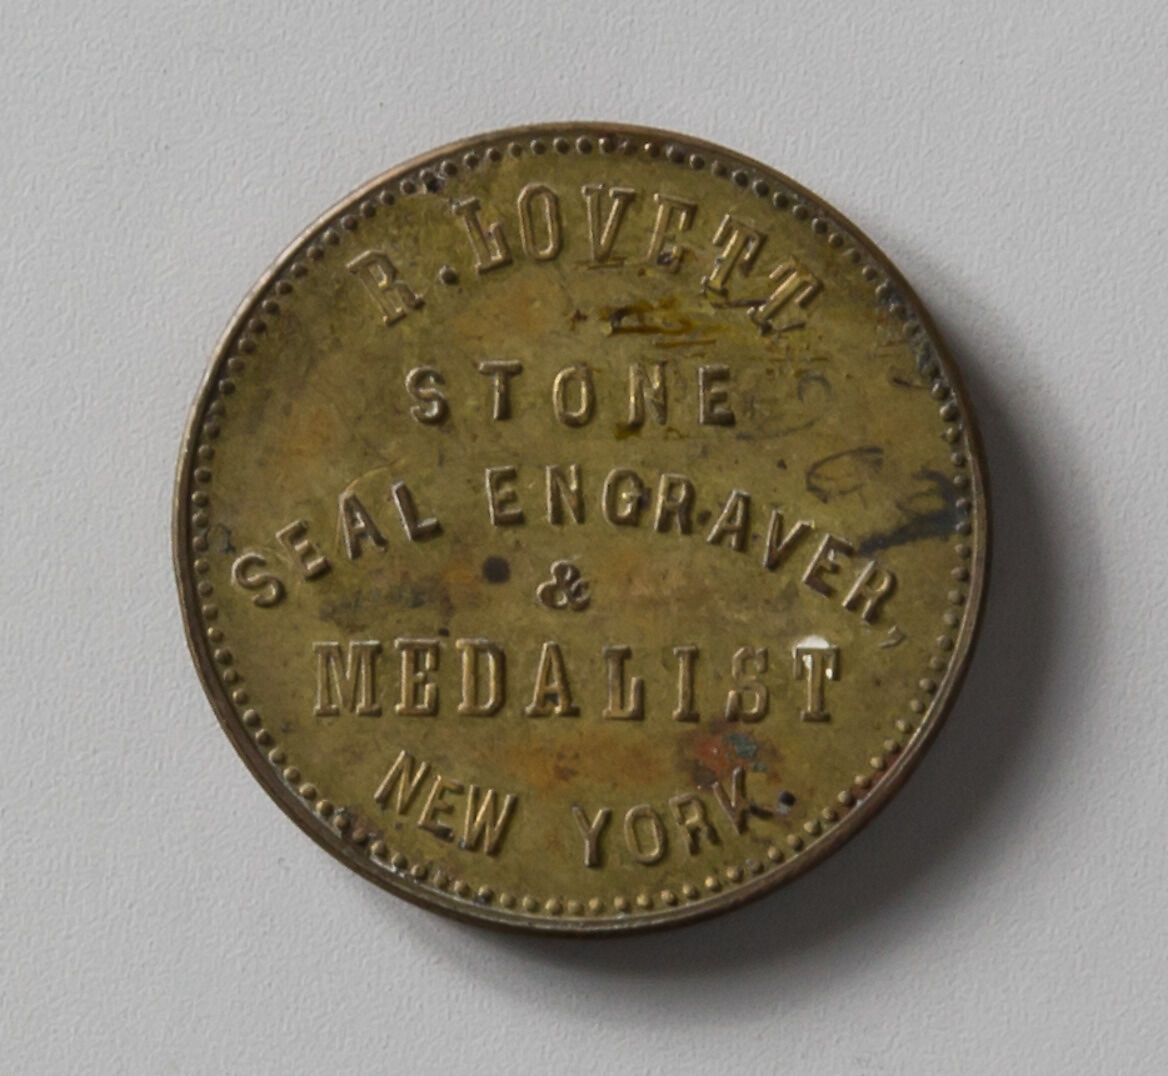 R. LOVETT
STONE
SEAL ENGRAVER,
&
MEDALIST
NEW YORK.